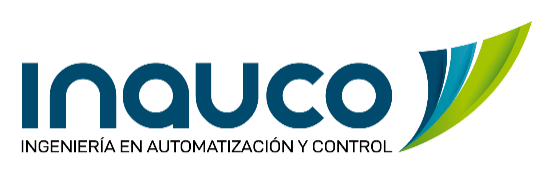 INAUCO
INGENIERÍA EN AUTOMATIZACIÓN Y CONTROL